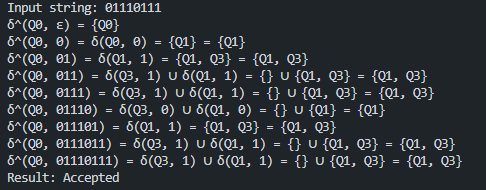 Input string: 01110111
δ^(Q0, ε) = {Q0}
δ^(Q0, 0) = δ(Q0, 0) = {Q1} = {Q1}
δ^(Q0, 01) = δ(Q1, 1) = {Q1, Q3} = {Q1, Q3}
δ^(Q0, 011) = δ(Q3, 1) ∪ δ(Q1, 1) = {} ∪ {Q1, Q3} = {Q1, Q3}
δ^(Q0, 0111) = δ(Q3, 1) ∪ δ(Q1, 1) = {} ∪ {Q1, Q3} = {Q1, Q3}
δ^(Q0, 01110) = δ(Q3, 0) ∪ δ(Q1, 0) = {} ∪ {Q1} = {Q1}
δ^(Q0, 011101) = δ(Q1, 1) = {Q1, Q3} = {Q1, Q3}
δ^(Q0, 0111011) = δ(Q3, 1) ∪ δ(Q1, 1) = {} ∪ {Q1, Q3} = {Q1, Q3}
δ^(Q0, 01110111) = δ(Q3, 1) ∪ δ(Q1, 1) = {} ∪ {Q1, Q3} = {Q1, Q3}
Result: Accepted